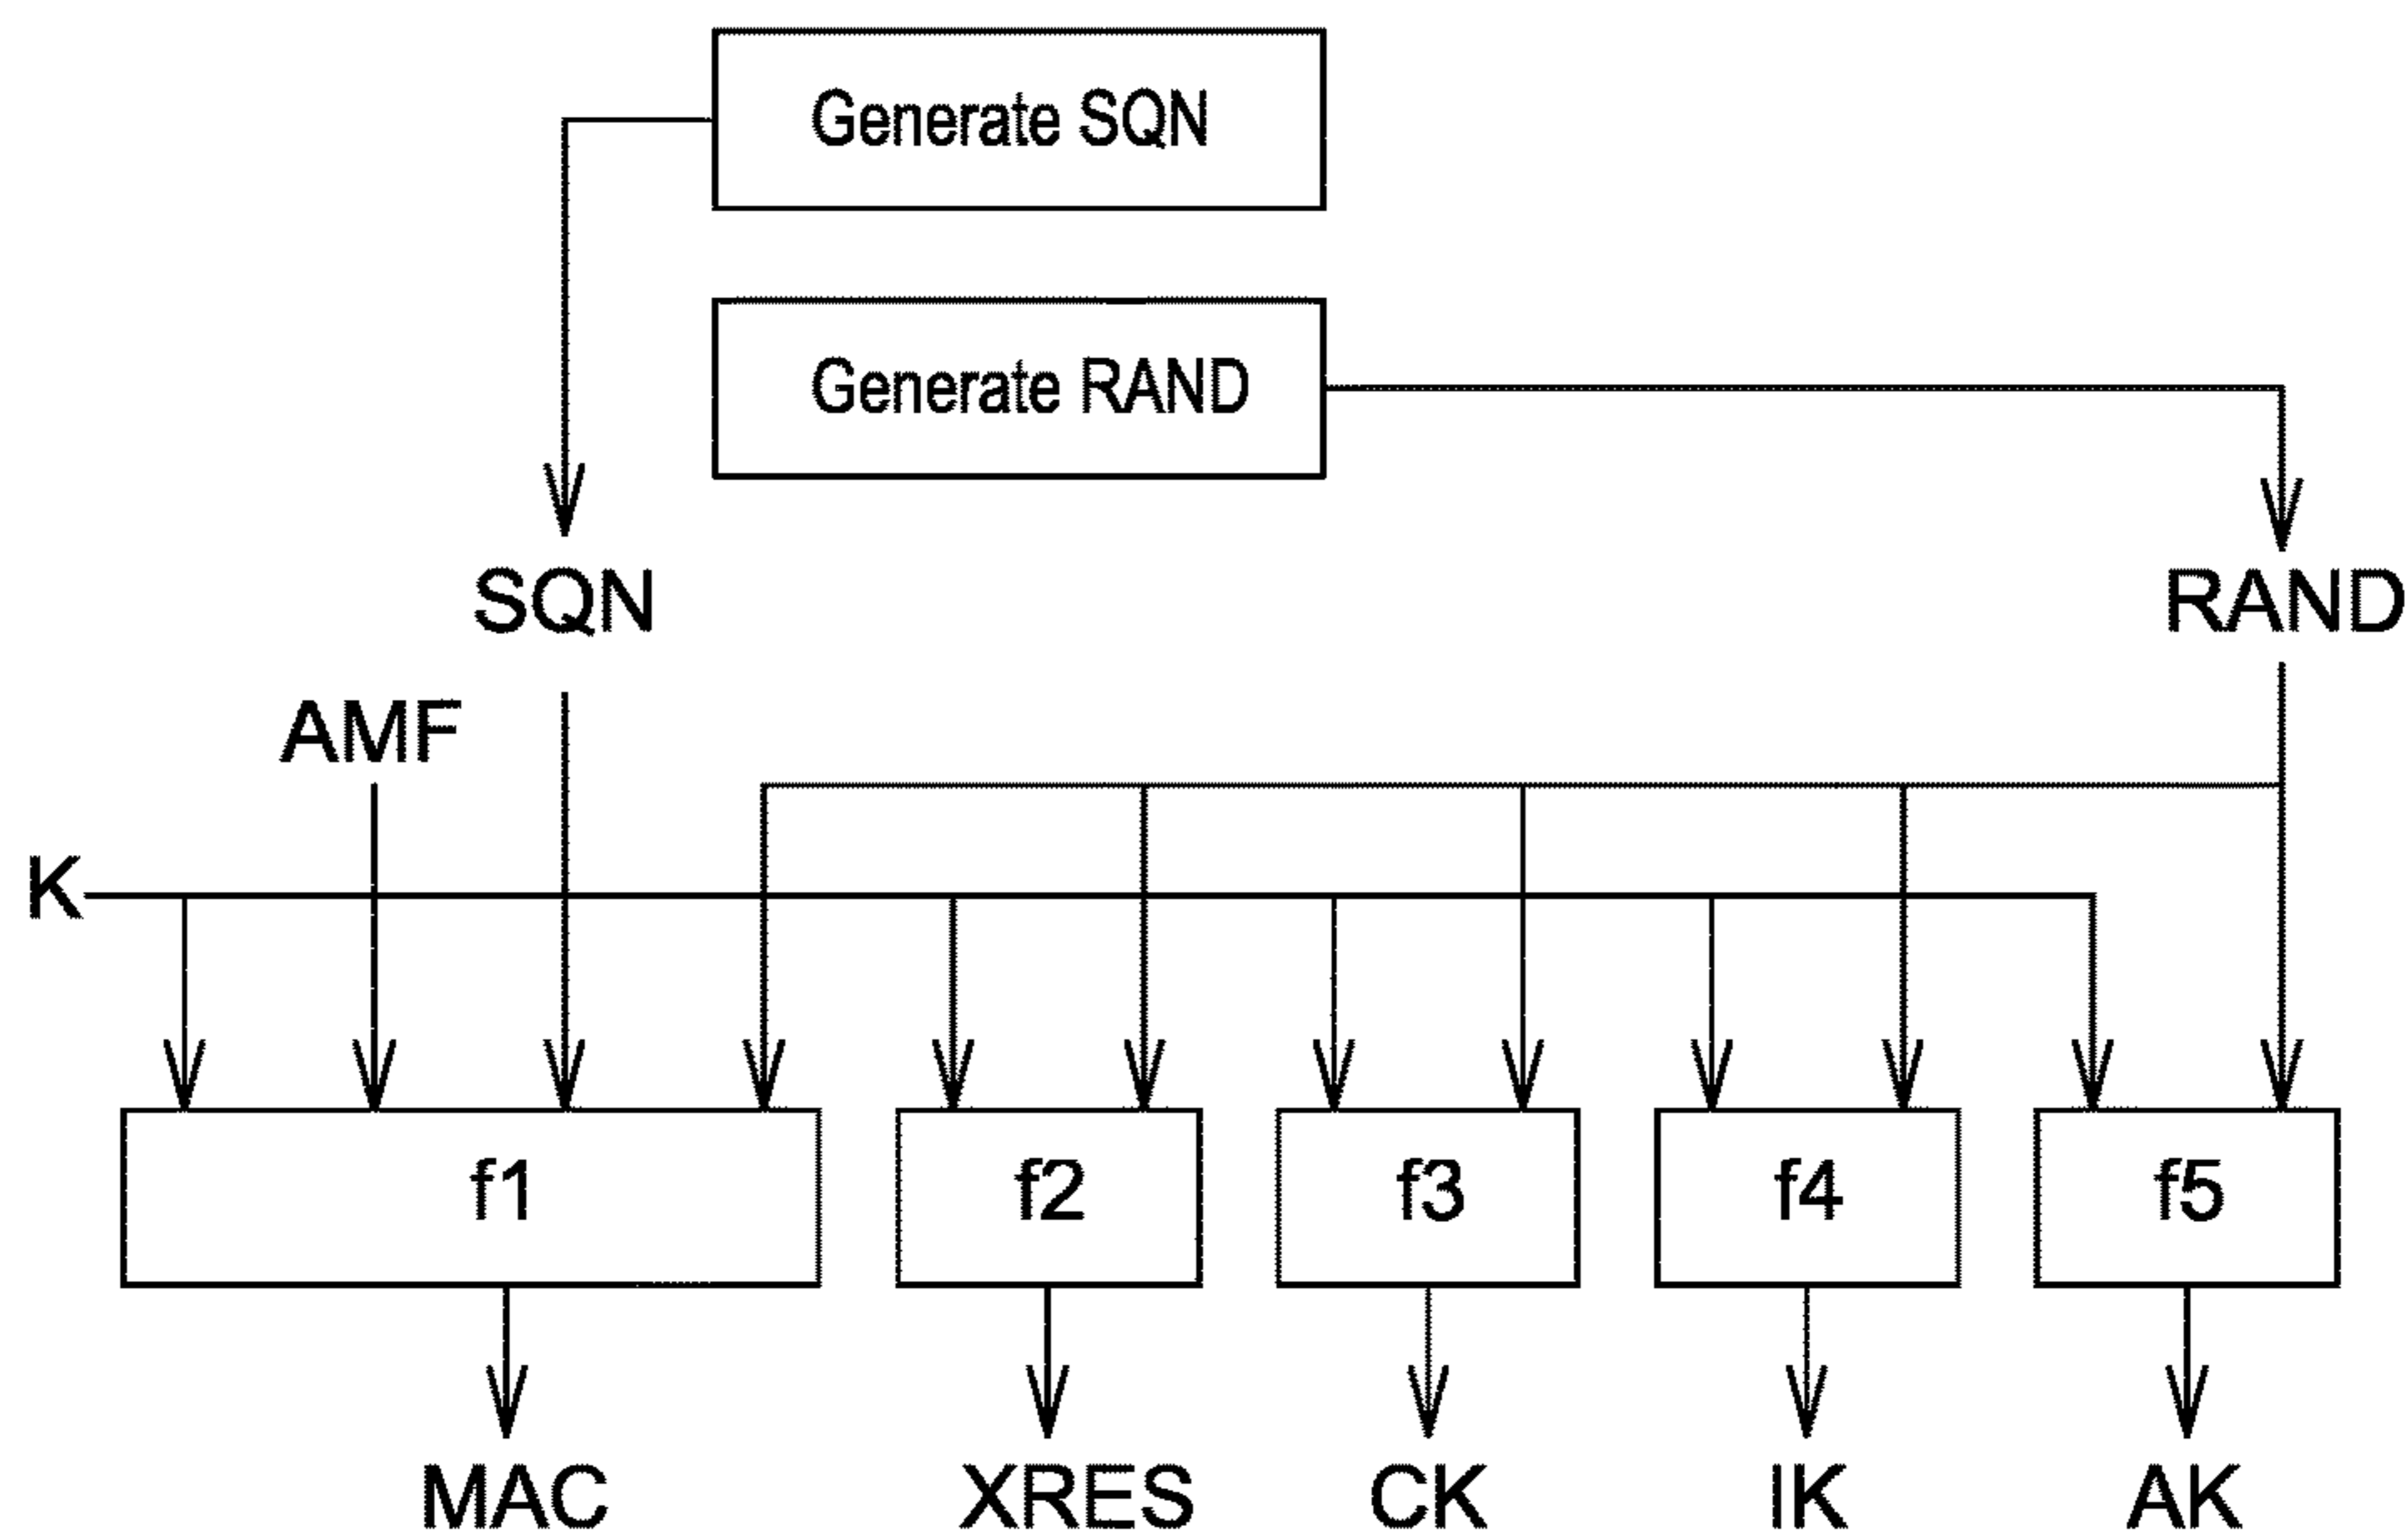 Generate SQN
Generate RAND
SQN
RAND
AMF
K
f1
f2
f3
f4
f5
MAC
XRES
CK
IK
AK